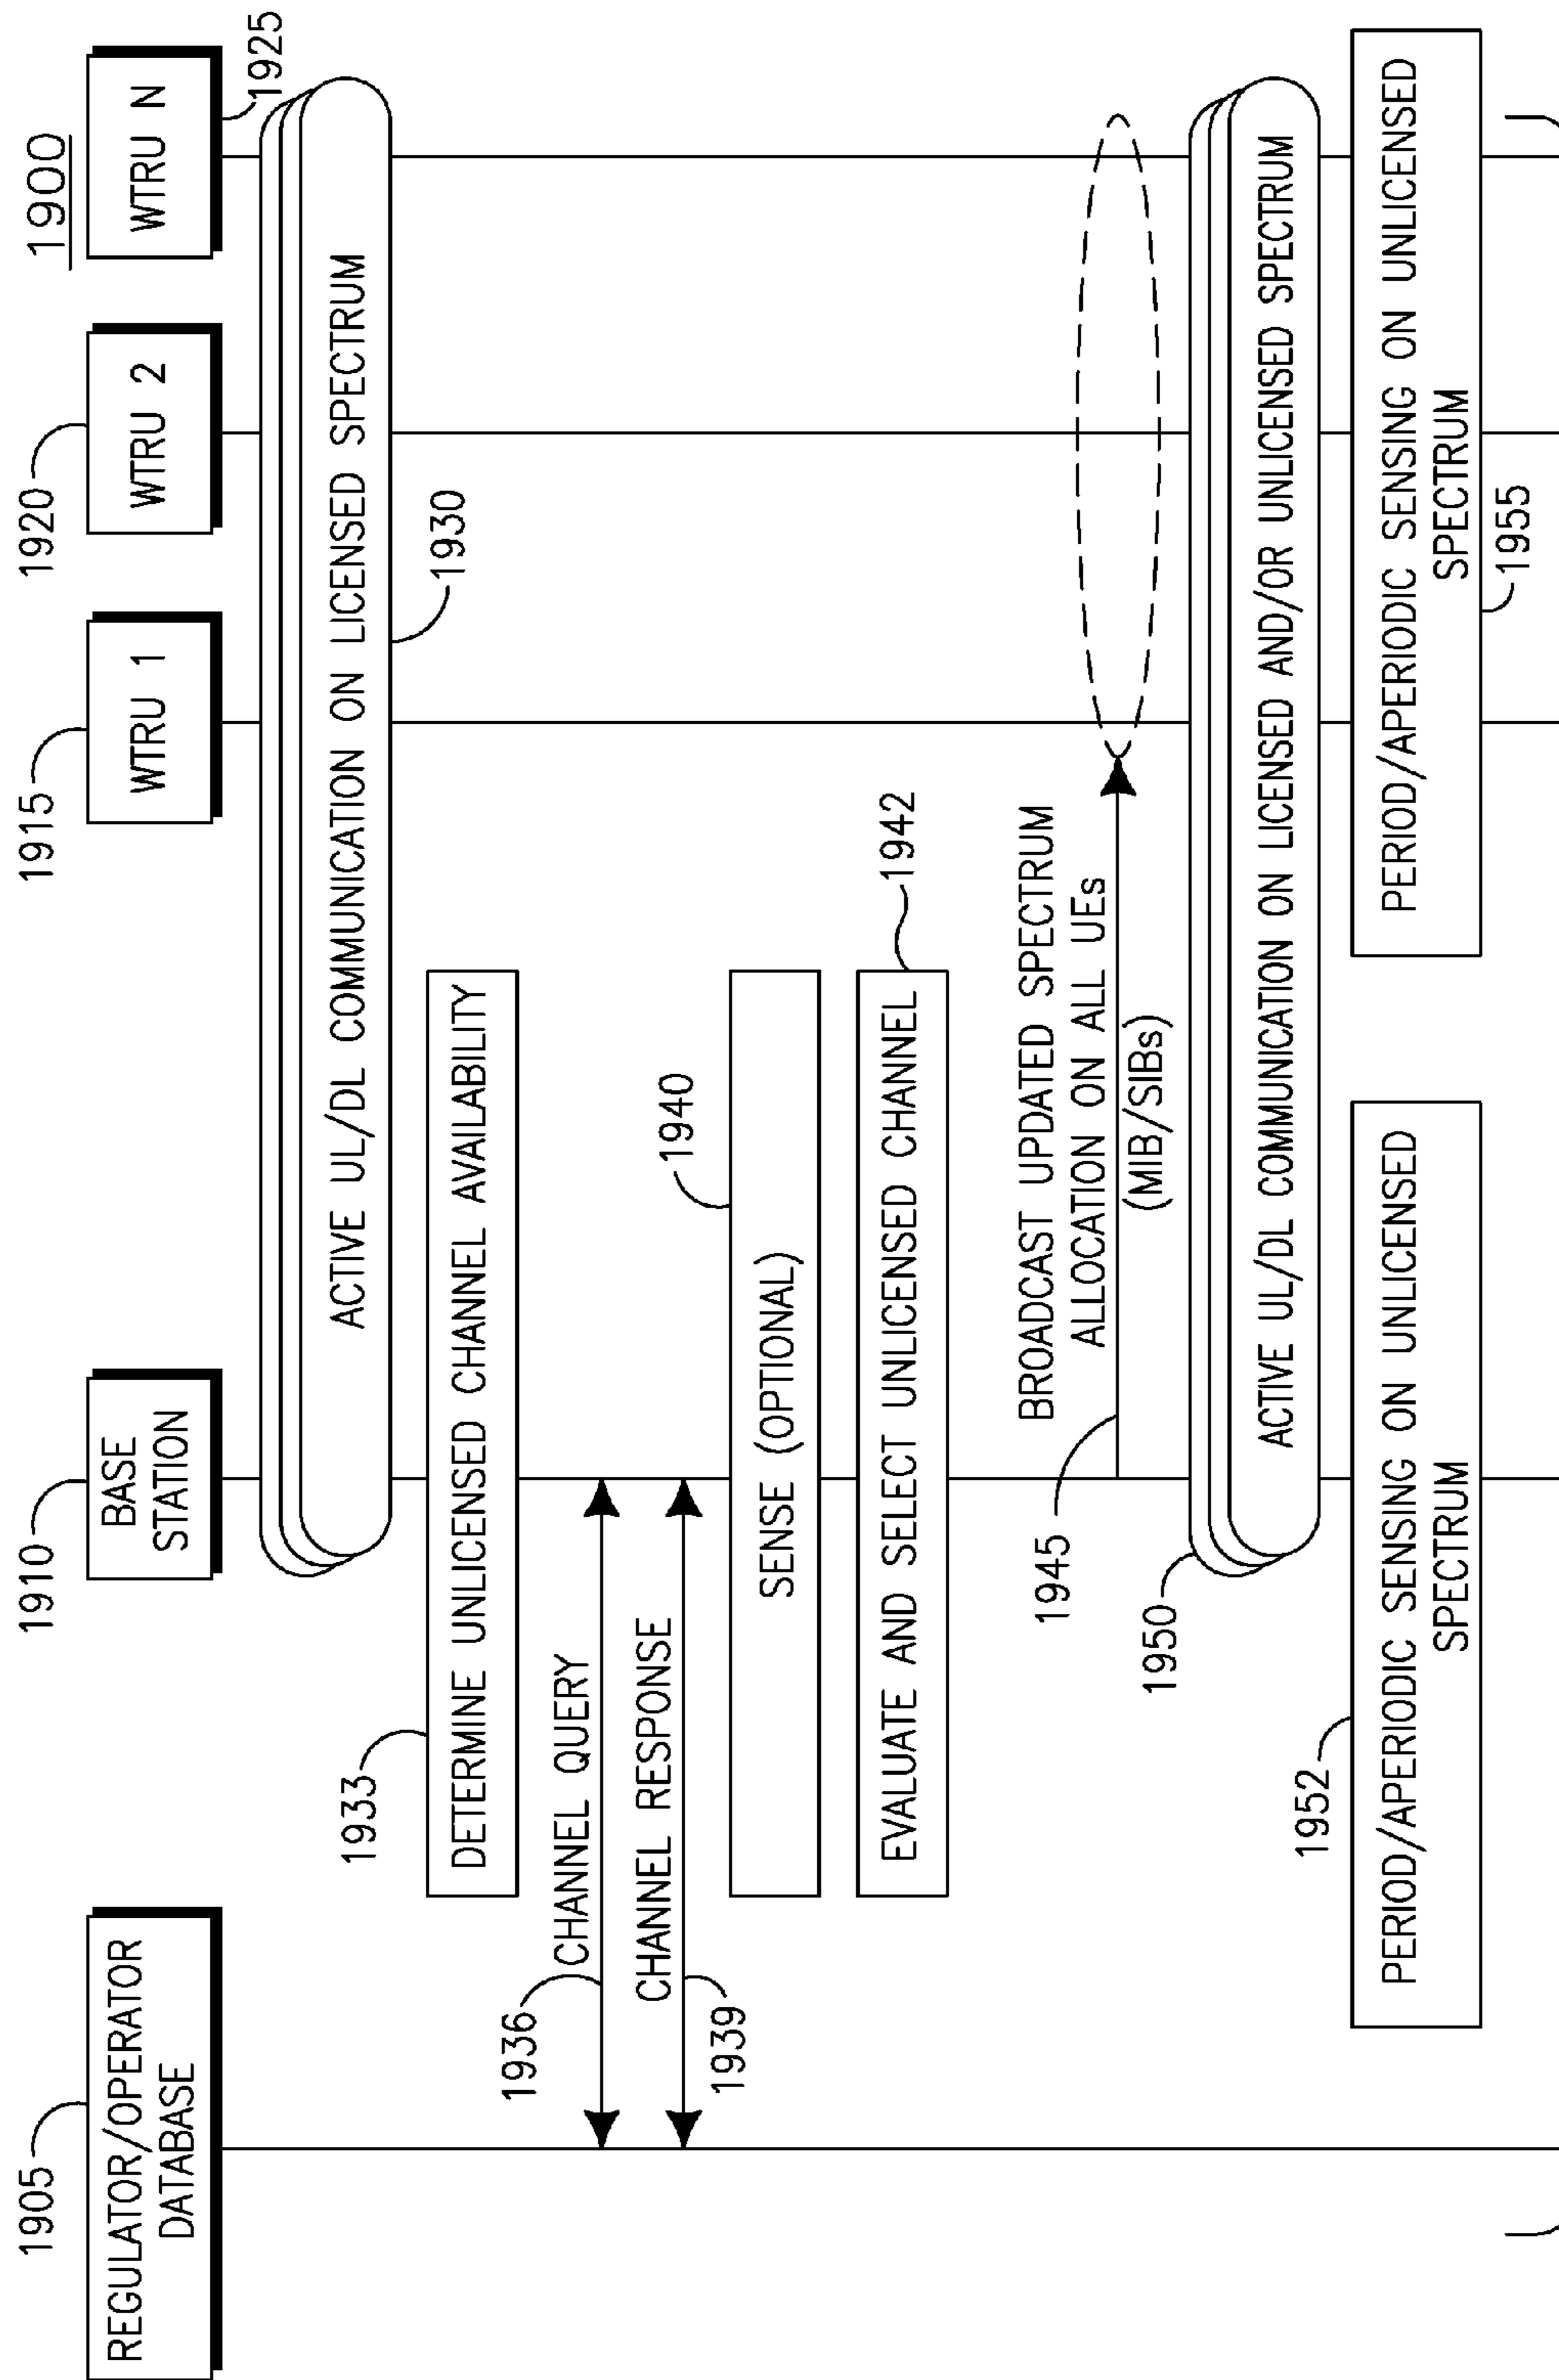 1900
1905
REGULATOR/OPERATOR
DATABASE
1910
BASE
STATION
1915
WTRU 1
1920
WTRU 2
WTRU N
1925
ACTIVE UL/DL COMMUNICATION ON LICENSED SPECTRUM
1930
1933
DETERMINE UNLICENSED CHANNEL AVAILABILITY
1936
CHANNEL QUERY
CHANNEL RESPONSE
1939
1940
SENSE (OPTIONAL)
EVALUATE AND SELECT UNLICENSED CHANNEL
1942
BROADCAST UPDATED SPECTRUM
ALLOCATION ON ALL UEs
(MIB/SIBs)
1945
1950
ACTIVE UL/DL COMMUNICATION ON LICENSED AND/OR UNLICENSED SPECTRUM
1952
PERIOD/APERIODIC SENSING ON UNLICENSED
SPECTRUM
PERIOD/APERIODIC SENSING ON UNLICENSED
SPECTRUM
1955